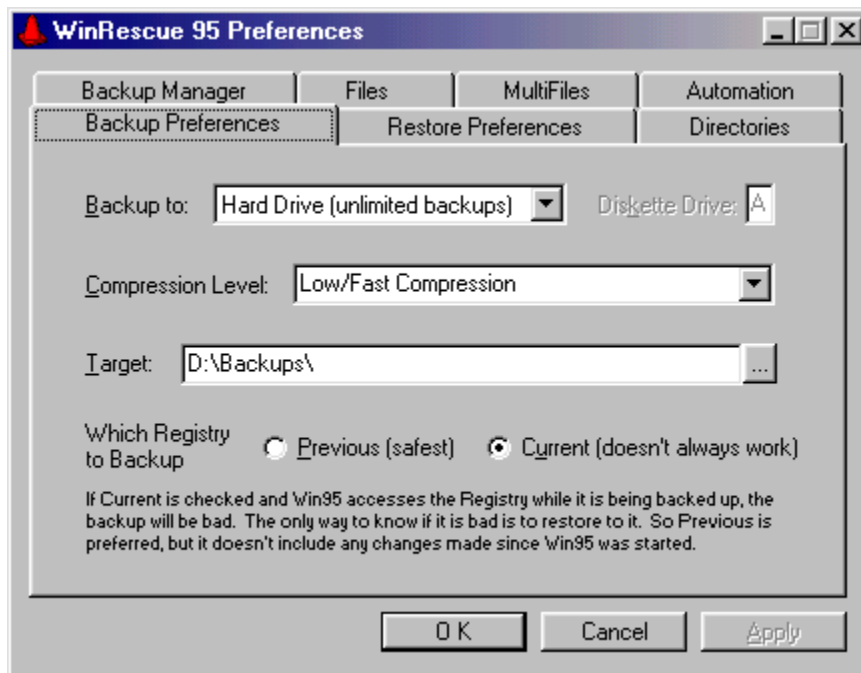 WinRescue 95 Preferences
Backup Manager
Files
MultiFiles
Automation
Backup Preferences
Restore Preferences
Directories
Backup to:
Hard Drive (unlimited backups)
Diskette Drive:
A
Compression Level:
Low/Fast Compression
Target:
D:\Backups\
...
Which Registry
to Backup
Previous (safest)
Current (doesn't always work)
If Current is checked and Win95 accesses the Registry while it is being backed up, the
backup will be bad. The only way to know if it is bad is to restore to it. So Previous is
preferred, but it doesn't include any changes made since Win95 was started.
O K
Cancel
Apply